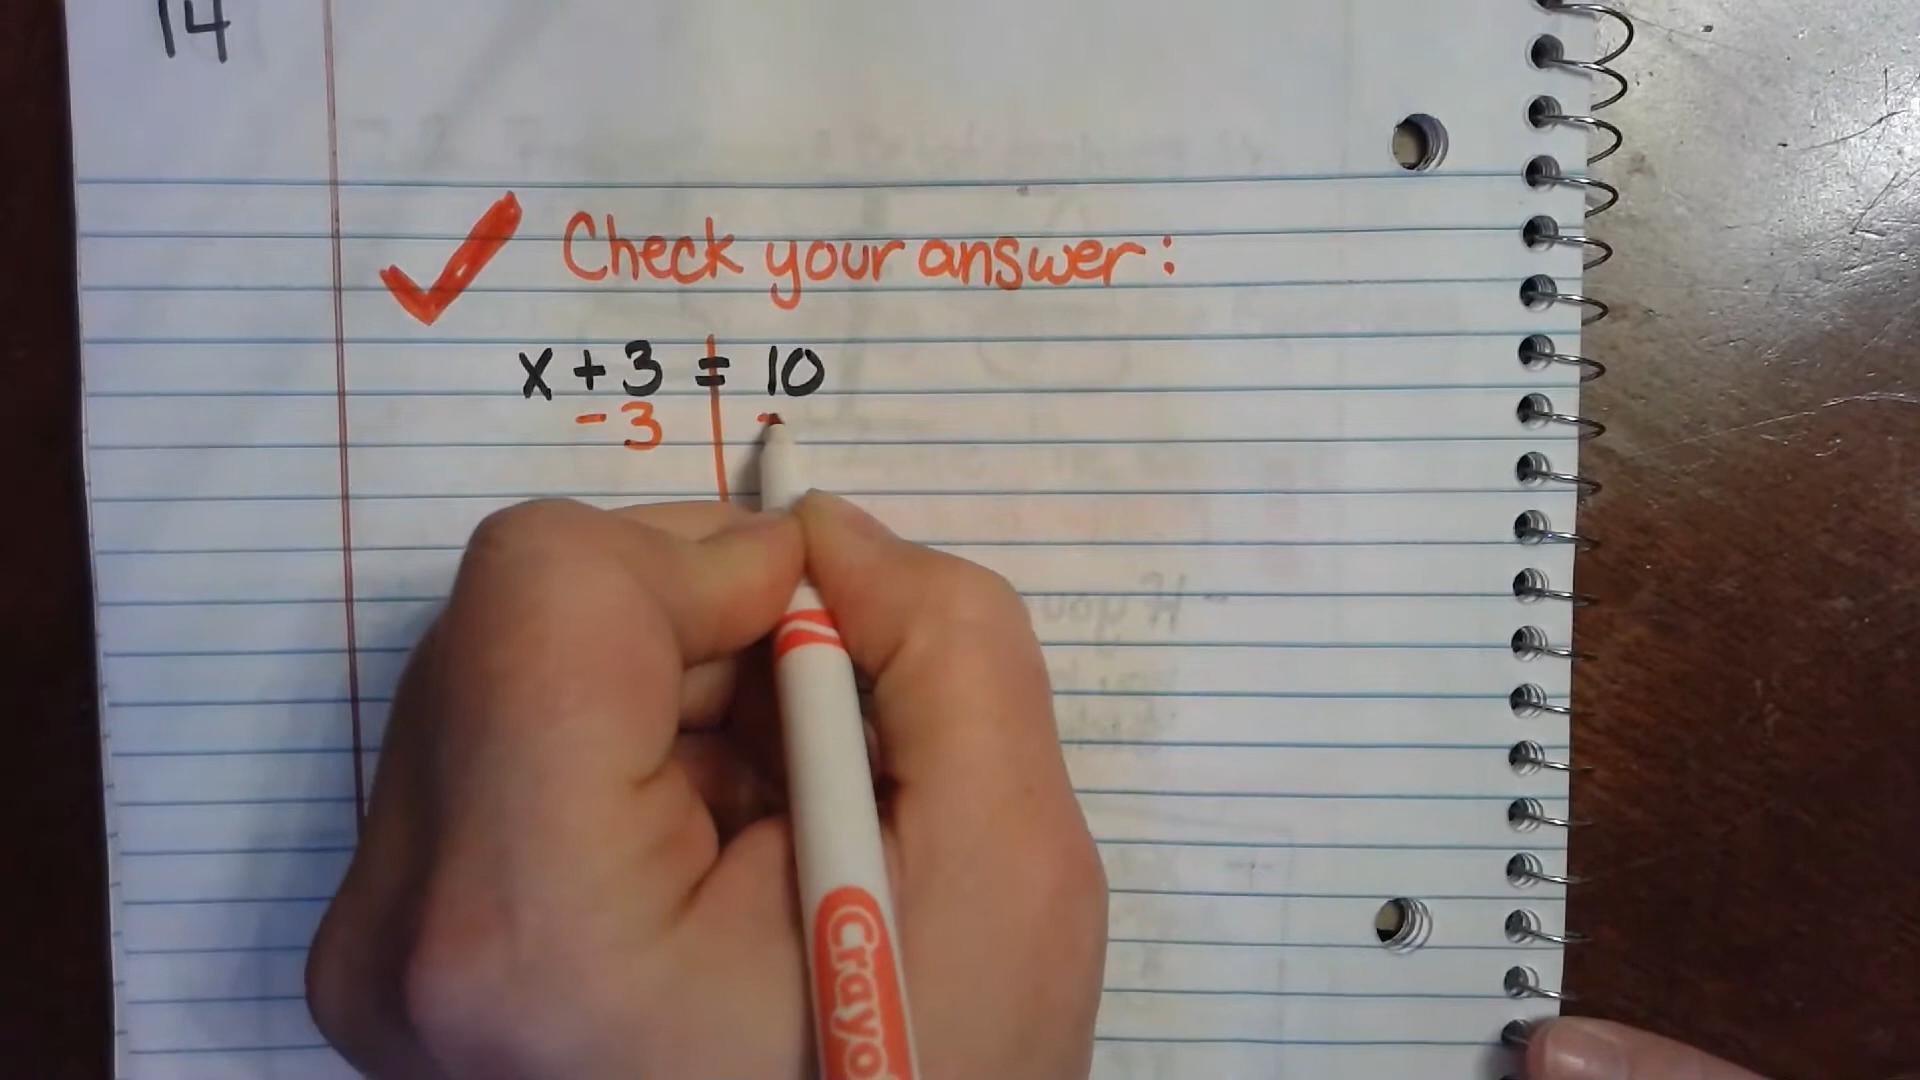 14
✓ Check your answer:
x + 3 = 10
- 3 -
Crayo